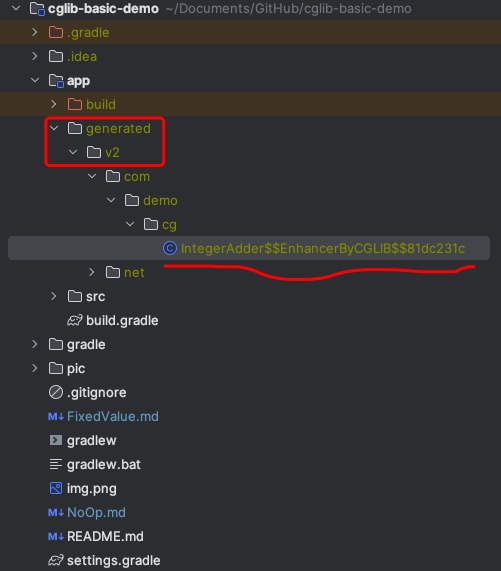 cglib-basic-demo ~/Documents/GitHub/cglib-basic-demo
.gradle
.idea
app
build
generated
v2
com
demo
cg
IntegerAdder$$EnhancerByCGLIB$$81dc231c
net
src
build.gradle
gradle
pic
.gitignore
M↓ FixedValue.md
gradlew
gradlew.bat
img.png
M↓ NoOp.md
M↓ README.md
settings.gradle